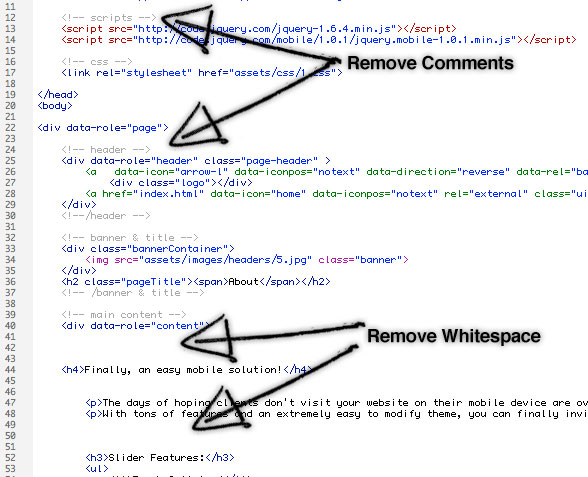 11
12 <!-- scripts -->
13 <script src="http://code.jquery.com/jquery-1.6.4.min.js"></script>
14 <script src="http://code.jquery.com/mobile/1.0.1/jquery.mobile-1.0.1.min.js"></script>
15
16 <!-- css -->
17 <link rel="stylesheet" href="assets/css/1.css">
Remove Comments
18
19 </head>
20 <body>
21
22 <div data-role="page">
23
24 <!-- header -->
25 <div data-role="header" class="page-header" >
26 <a data-icon="arrow-l" data-iconpos="notext" data-direction="reverse" data-rel="ba
27 <div class="logo"></div>
28 <a href="index.html" data-icon="home" data-iconpos="notext" rel="external" class="ui
29 </div>
30 <!--/header -->
31
32 <!-- banner & title -->
33 <div class="bannerContainer">
34 <img src="assets/images/headers/5.jpg" class="banner">
35 </div>
36 <h2 class="pageTitle"><span>About</span></h2>
37 <!-- /banner & title -->
38
39 <!-- main content -->
40 <div data-role="content">
Remove Whitespace
41
42
43
44 <h4>Finally, an easy mobile solution!</h4>
45
46
47 <p>The days of hoping clients don't visit your website on their mobile device are ov
48 <p>With tons of features and an extremely easy to modify theme, you can finally invi
49
50
51
52 <h3>Slider Features:</h3>
53 <ul>